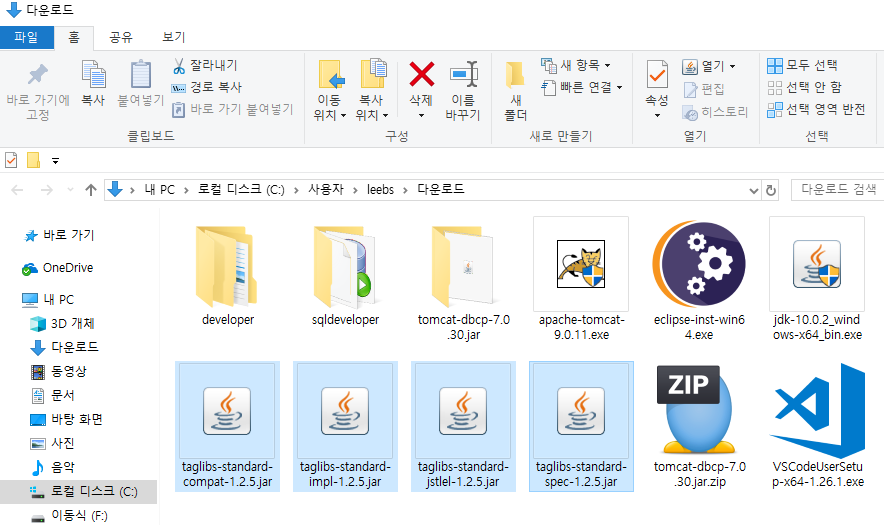 다운로드
파일 홈 공유 보기
바로 가기에
고정
복사
붙여넣기
잘라내기
경로 복사
바로 가기 붙여넣기
클립보드
이동
위치
복사
위치
삭제
이름
바꾸기
구성
새
폴더
새 항목
빠른 연결
새로 만들기
속성
열기
편집
히스토리
열기
모두 선택
선택 안 함
선택 영역 반전
선택
내 PC > 로컬 디스크 (C:) > 사용자 > leebs > 다운로드
다운로드 검색
바로 가기
OneDrive
내 PC
3D 개체
다운로드
동영상
문서
바탕 화면
사진
음악
로컬 디스크 (C:)
이동식 (F:)
developer
sqldeveloper
tomcat-dbcp-7.0
.30.jar
apache-tomcat-
9.0.11.exe
eclipse-inst-win6
4.exe
jdk-10.0.2_wind
ows-x64_bin.exe
taglibs-standard-
compat-1.2.5.jar
taglibs-standard-
impl-1.2.5.jar
taglibs-standard-
jstlel-1.2.5.jar
taglibs-standard-
spec-1.2.5.jar
ZIP
tomcat-dbcp-7.0
.30.jar.zip
VSCodeUserSetu
p-x64-1.26.1.exe